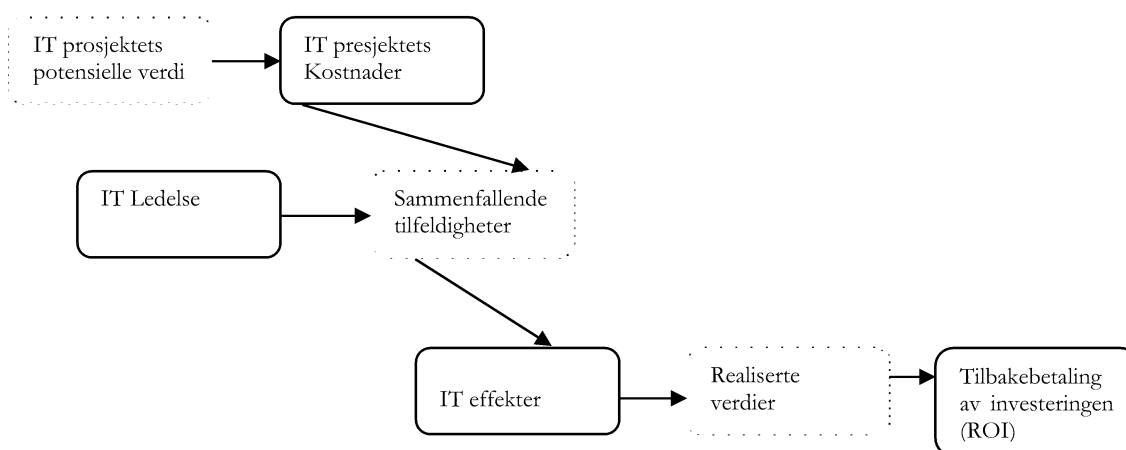 IT prosjektets
potensielle verdi
IT presjektets
Kostnader
IT Ledelse
Sammenfallende
tilfeldigheter
IT effekter
Realiserte
verdier
Tilbakebetaling
av investeringen
(ROI)